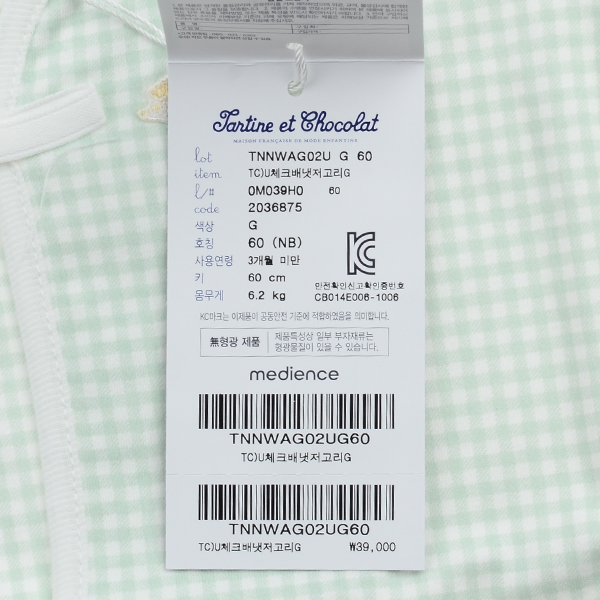 Tartine et Chocolat
MAISON FRANÇAISE DE MODE ENFANTINE
lot TNNWAG02U G 60
item TC)U체크배냇저고리G
l/# 0M039H0 60
code 2036875
색상 G
호칭 60 (NB)
사용연령 3개월 미만
키 60 cm
몸무게 6.2 kg
안전확인신고확인증번호
CB014E006-1006
KC마크는 이제품이 공동안전 기준에 적합하였음을 의미합니다.
無형광 제품 제품특성상 일부 부자재류는
형광물질이 있을 수 있습니다.
medience
TNNWAG02UG60
TC)U체크배냇저고리G
TNNWAG02UG60
TC)U체크배냇저고리G ₩39,000